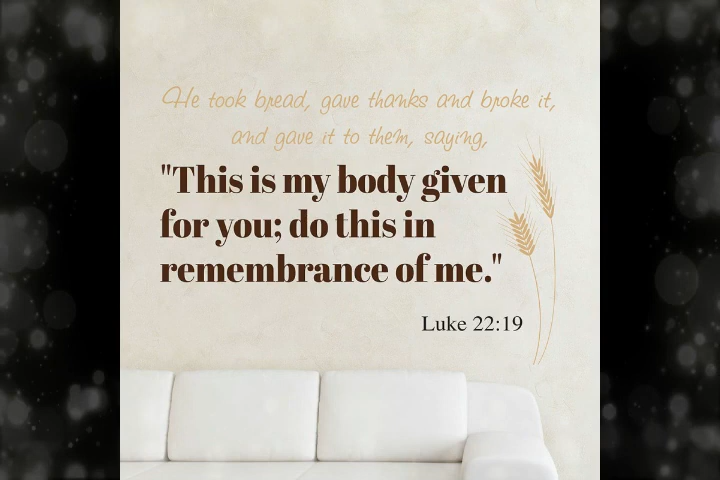 He took bread, gave thanks and broke it,
and gave it to them, saying,
"This is my body given
for you; do this in
remembrance of me."
Luke 22:19